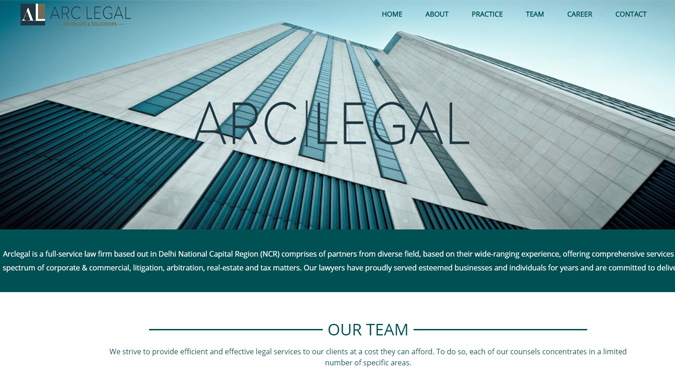 AL ARC LEGAL
ADVOCATES & SOLICITORS
HOME ABOUT PRACTICE TEAM CAREER CONTACT
ARC LEGAL
Arclegal is a full-service law firm based out in Delhi National Capital Region (NCR) comprises of partners from diverse field, based on their wide-ranging experience, offering comprehensive services
spectrum of corporate & commercial, litigation, arbitration, real-estate and tax matters. Our lawyers have proudly served esteemed businesses and individuals for years and are committed to delive
OUR TEAM
We strive to provide efficient and effective legal services to our clients at a cost they can afford. To do so, each of our counsels concentrates in a limited
number of specific areas.